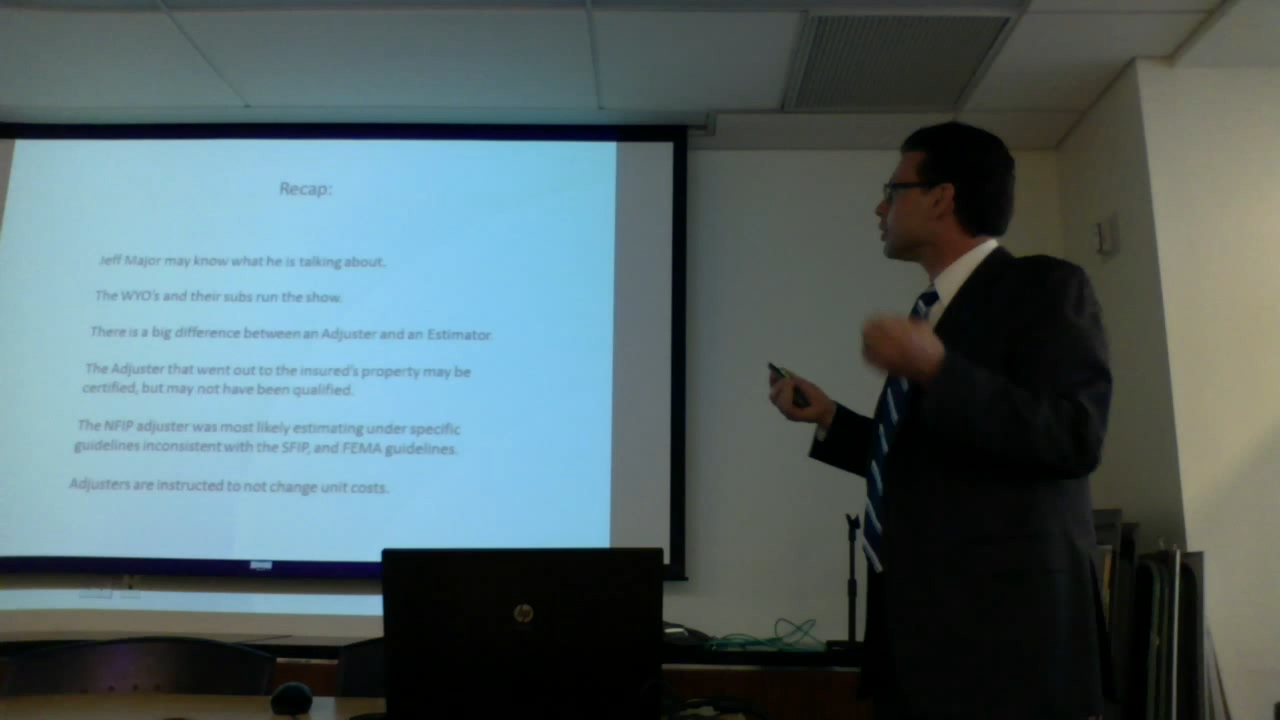 Recap:
Jeff Major may know what he is talking about.
The WYO's and their subs run the show.
There is a big difference between an Adjuster and an Estimator.
The Adjuster that went out to the insured's property may be
certified, but may not have been qualified.
The NFIP adjuster was most likely estimating under specific
guidelines inconsistent with the SFIP, and FEMA guidelines.
Adjusters are instructed to not change unit costs.
hp